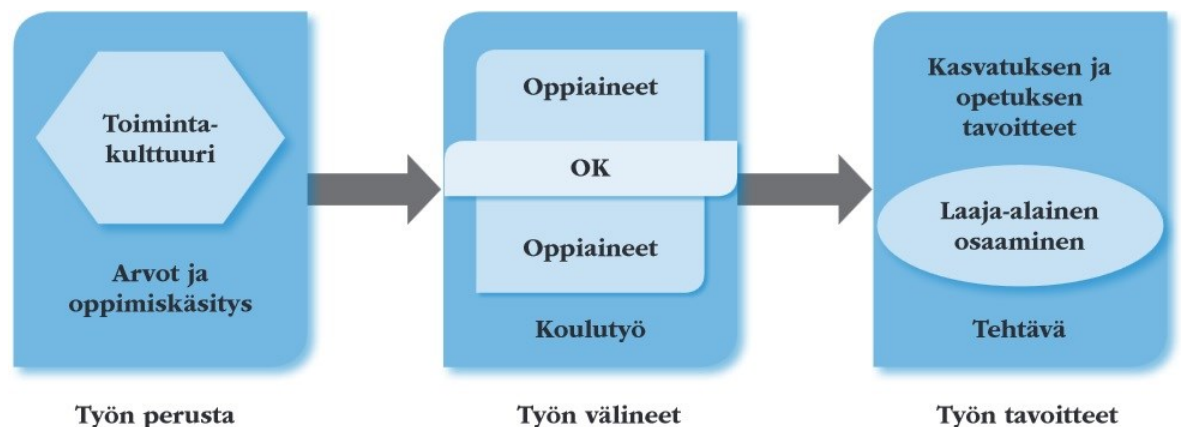 Toiminta-
kulttuuri
Arvot ja
oppimiskäsitys
Työn perusta
Oppiaineet
OK
Oppiaineet
Koulutyö
Työn välineet
Kasvatuksen ja
opetuksen
tavoitteet
Laaja-alainen
osaaminen
Tehtävä
Työn tavoitteet